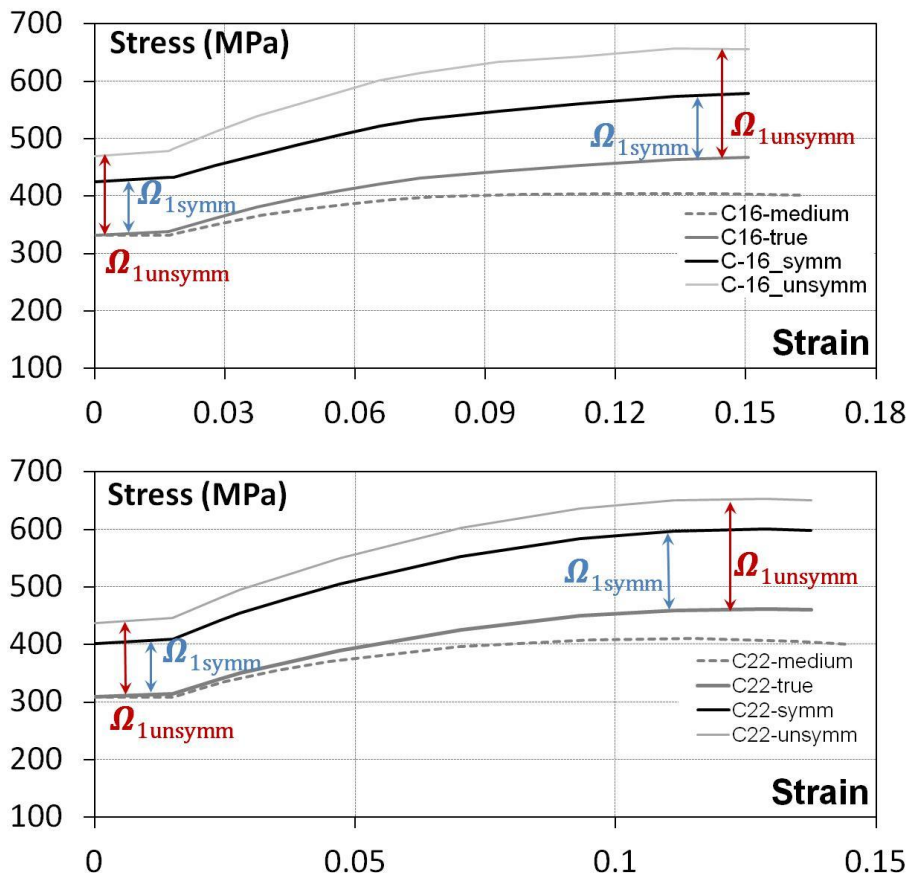 700
Stress (MPa)
600
500
400
300
200
100
Ω1unsymm
Ω1symm
Ω1symm
Ω1unsymm
C16-medium
C16-true
C-16_symm
C-16_unsymm
Strain
0 0.03 0.06 0.09 0.12 0.15 0.18
700
Stress (MPa)
600
500
400
300
200
100
Ω1symm
Ω1unsymm
Ω1symm
Ω1unsymm
C22-medium
C22-true
C22-symm
C22-unsymm
Strain
0 0.05 0.1 0.15